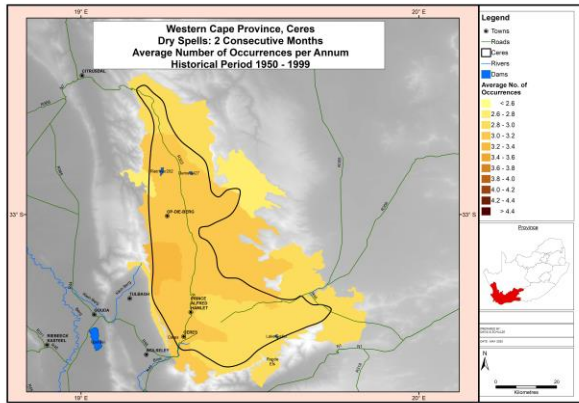 Western Cape Province, Ceres
Dry Spells: 2 Consecutive Months
Average Number of Occurrences per Annum
Historical Period 1950 - 1999
19° E
20° E
33° S
33° S
19° E
20° E
CITRUSDAL
OP-DIE-BERG
TULBAGH
PRINCE
ALFRED
HAMLET
GOUDA
CERES
Ceres
RIEBEECK
KASTEEL
WOLSELEY
Legend
Towns
Roads
Ceres
Rivers
Dams
Average No. of
Occurrences
< 2.6
2.6 - 2.8
2.8 - 3.0
3.0 - 3.2
3.2 - 3.4
3.4 - 3.6
3.6 - 3.8
3.8 - 4.0
4.0 - 4.2
4.2 - 4.4
> 4.4
Province
N
Kilometres